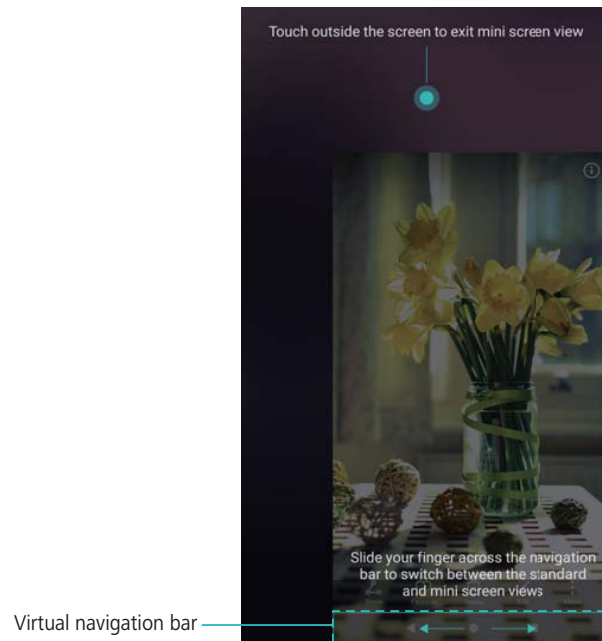 Touch outside the screen to exit mini screen view
Slide your finger across the navigation
bar to switch between the standard
and mini screen views
Virtual navigation bar